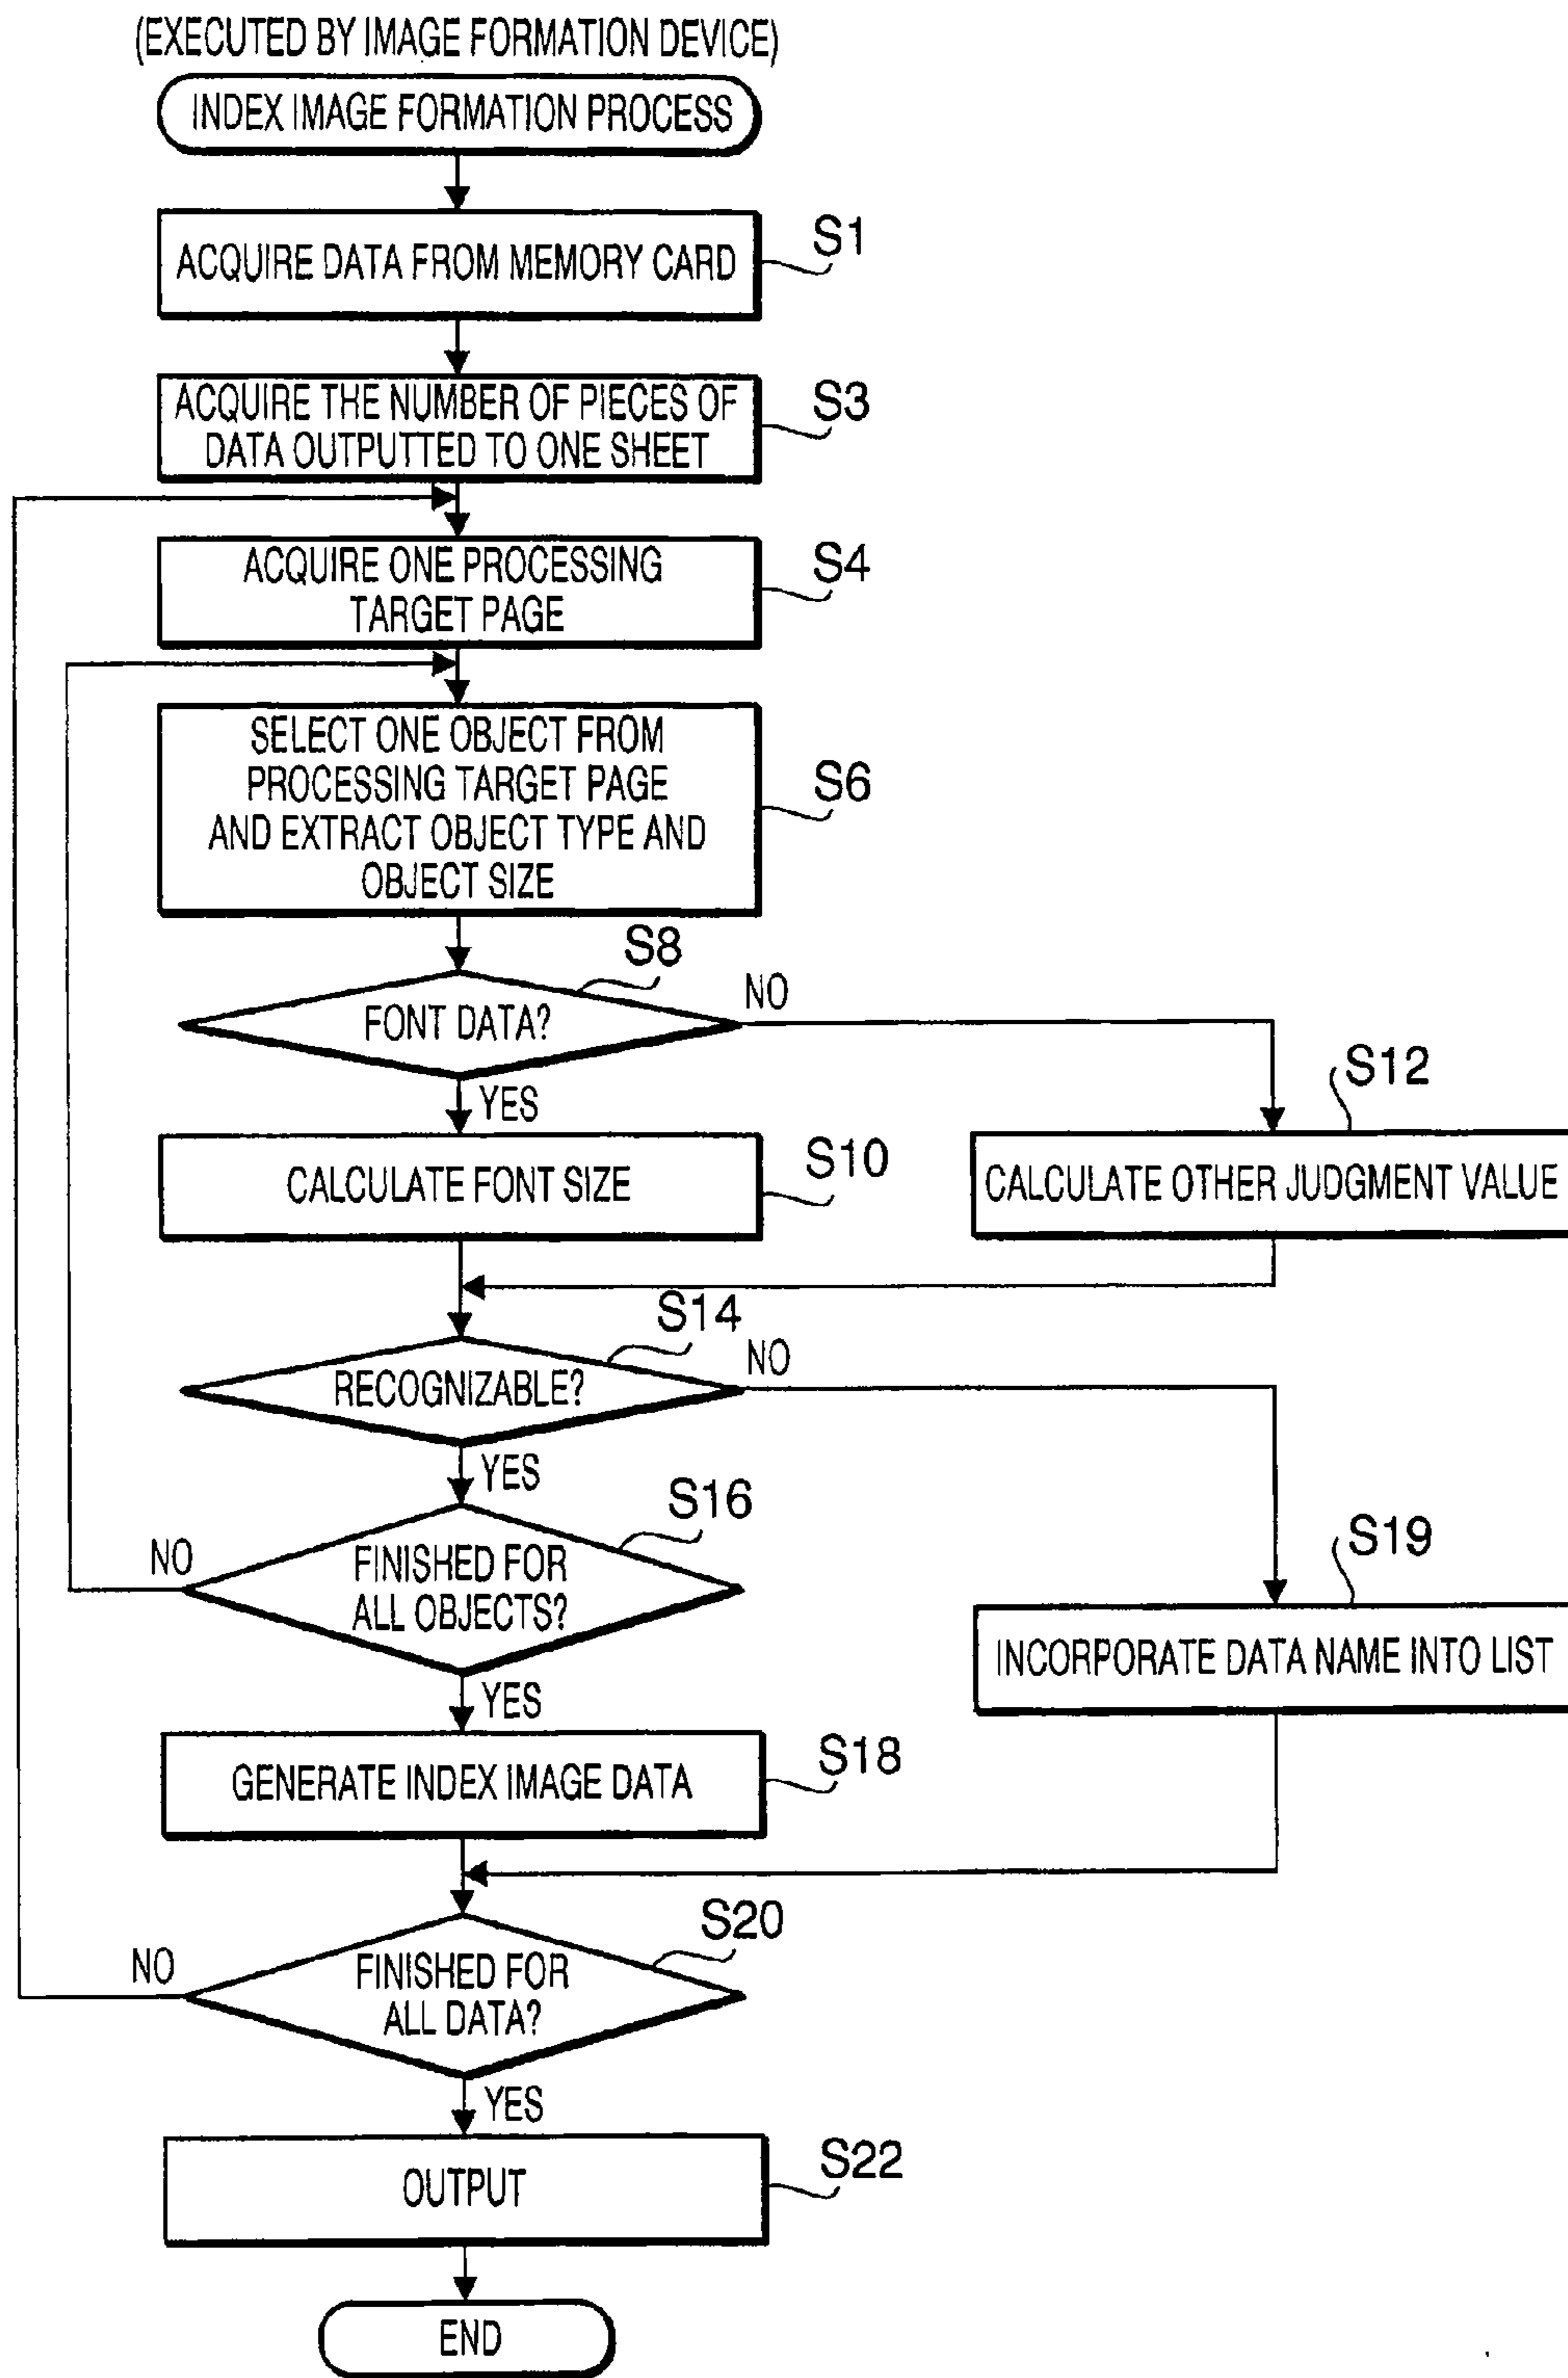 (EXECUTED BY IMAGE FORMATION DEVICE)
INDEX IMAGE FORMATION PROCESS
ACQUIRE DATA FROM MEMORY CARD
S1
ACQUIRE THE NUMBER OF PIECES OF
DATA OUTPUTTED TO ONE SHEET
S3
ACQUIRE ONE PROCESSING
TARGET PAGE
S4
SELECT ONE OBJECT FROM
PROCESSING TARGET PAGE
AND EXTRACT OBJECT TYPE AND
OBJECT SIZE
S6
S8
FONT DATA?
NO
YES
S12
CALCULATE FONT SIZE
S10
CALCULATE OTHER JUDGMENT VALUE
S14
RECOGNIZABLE?
NO
YES
S16
NO
FINISHED FOR
ALL OBJECTS?
S19
YES
INCORPORATE DATA NAME INTO LIST
GENERATE INDEX IMAGE DATA
S18
S20
NO
FINISHED FOR
ALL DATA?
YES
OUTPUT
S22
END